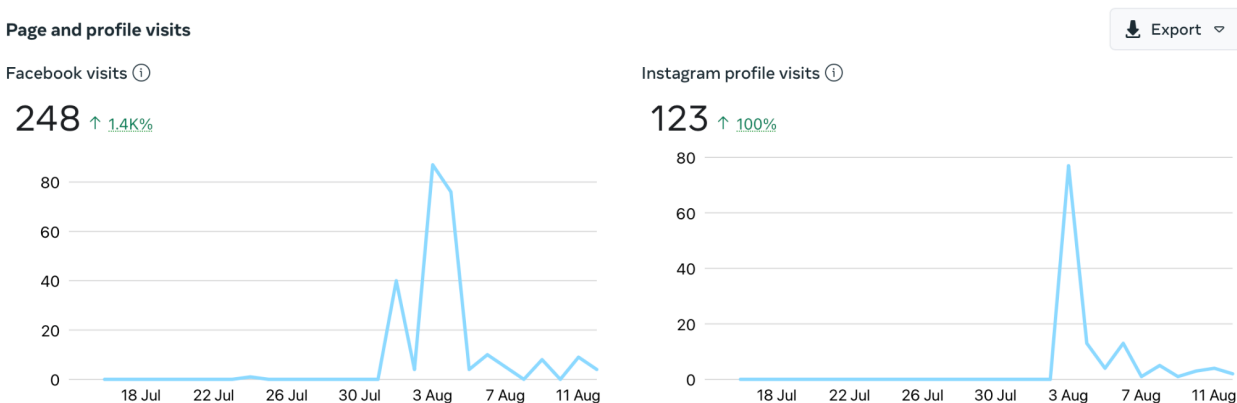 Page and profile visits
Export
Facebook visits
248 ↑ 1.4K%
80
60
40
20
0
18 Jul 22 Jul 26 Jul 30 Jul 3 Aug 7 Aug 11 Aug
Instagram profile visits
123 ↑ 100%
80
60
40
20
0
18 Jul 22 Jul 26 Jul 30 Jul 3 Aug 7 Aug 11 Aug